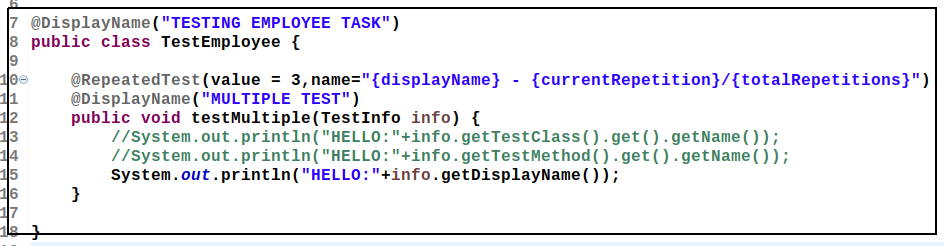 6
7 @DisplayName("TESTING EMPLOYEE TASK")
8 public class TestEmployee {
9
10 @RepeatedTest(value = 3,name="{displayName} - {currentRepetition}/{totalRepetitions}")
11 @DisplayName("MULTIPLE TEST")
12 public void testMultiple(TestInfo info) {
13 //System.out.println("HELLO:"+info.getTestClass().get().getName());
14 //System.out.println("HELLO:"+info.getTestMethod().get().getName());
15 System.out.println("HELLO:"+info.getDisplayName());
16 }
17
18 }